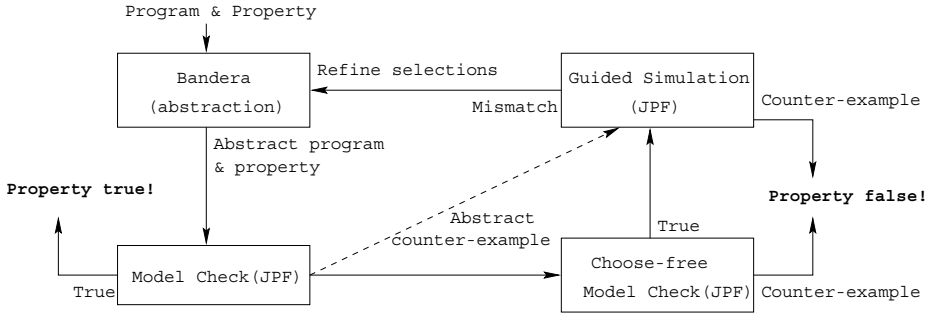 Program & Property
Bandera
(abstraction)
Refine selections
Mismatch
Guided Simulation
(JPF)
Counter-example
Abstract program
& property
Property true!
Property false!
Abstract
counter-example
True
Model Check(JPF)
True
Choose-free
Model Check(JPF)
Counter-example